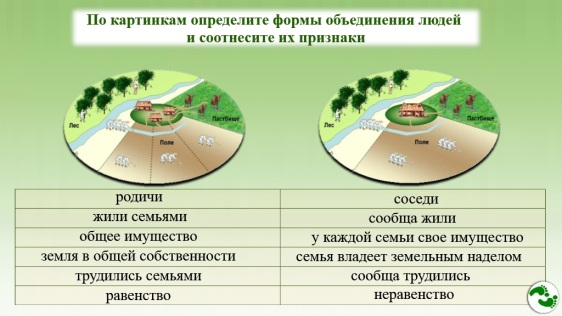 По картинкам определите формы объединения людей
и соотнесите их признаки
Лес
Пастбище
Поля
Лес
Пастбище
Поля
родичи
соседи
жили семьями
сообща жили
общее имущество
у каждой семьи свое имущество
земля в общей собственности
семья владеет земельным наделом
трудились семьями
сообща трудились
равенство
неравенство